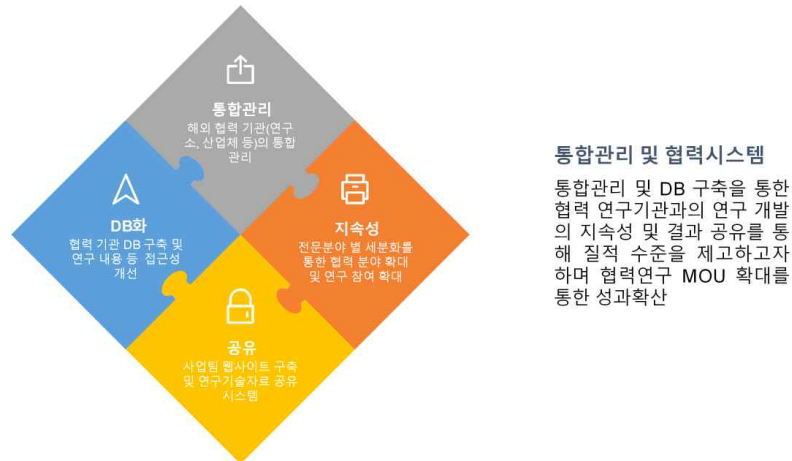 통합관리
해외 협력 기관(연구
소, 산업체 등)의 통합
관리
DB화
협력 기관 DB 구축 및
연구 내용 등 접근성
개선
지속성
전문분야 별 세분화를
통한 협력 분야 확대
및 연구 참여 확대
공유
사업팀 웹사이트 구축
및 연구기술자료 공유
시스템
통합관리 및 협력시스템
통합관리 및 DB 구축을 통한
협력 연구기관과의 연구 개발
의 지속성 및 결과 공유를 통
해 질적 수준을 제고하고자
하며 협력연구 MOU 확대를
통한 성과확산